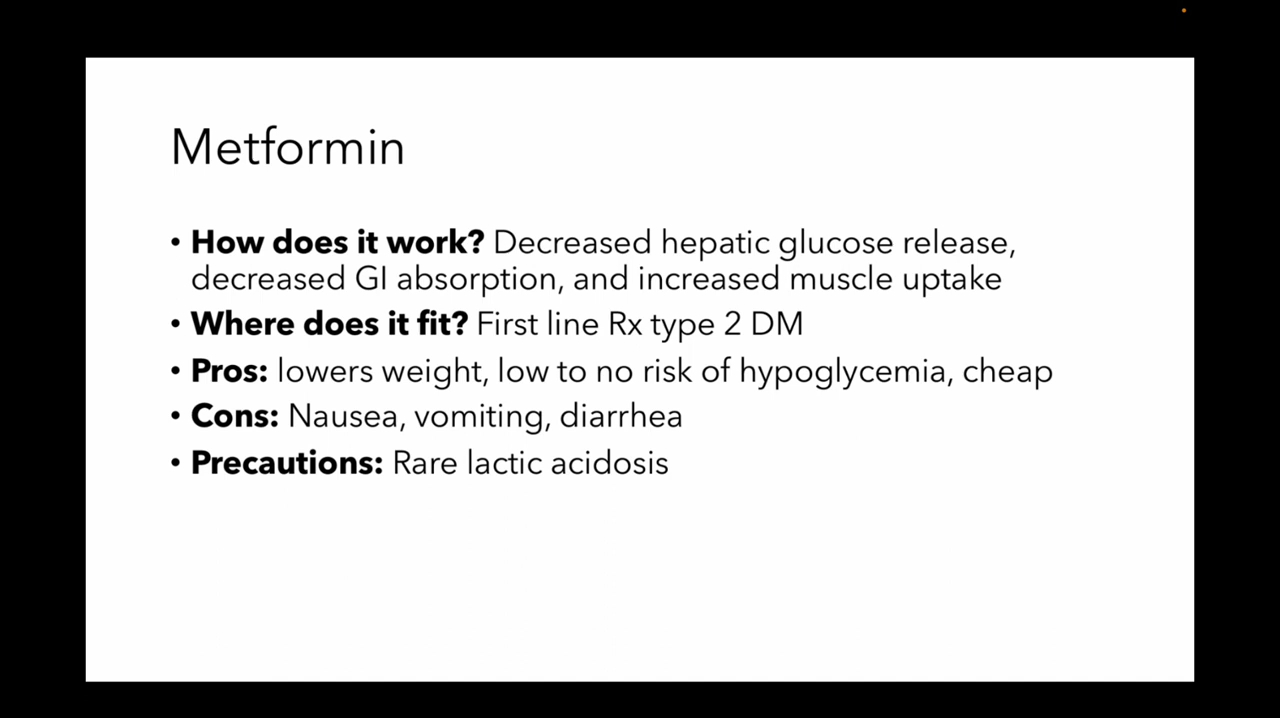 Metformin
• How does it work? Decreased hepatic glucose release,
decreased GI absorption, and increased muscle uptake
• Where does it fit? First line Rx type 2 DM
• Pros: lowers weight, low to no risk of hypoglycemia, cheap
• Cons: Nausea, vomiting, diarrhea
• Precautions: Rare lactic acidosis